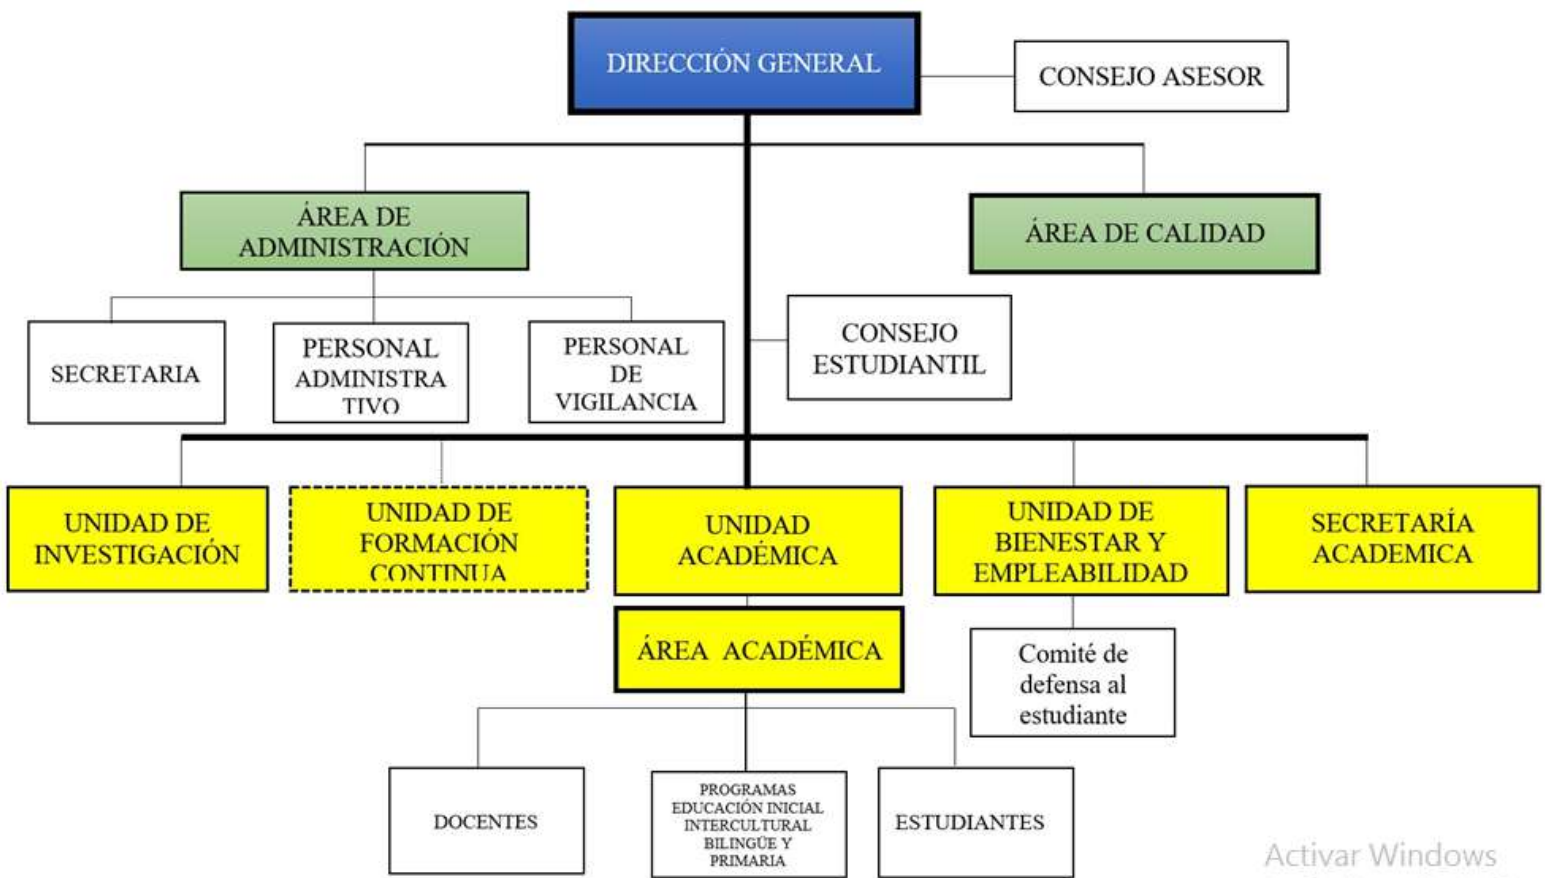 DIRECCIÓN GENERAL
CONSEJO ASESOR
ÁREA DE
ADMINISTRACIÓN
ÁREA DE CALIDAD
SECRETARIA
PERSONAL
ADMINISTRA
TIVO
PERSONAL
DE
VIGILANCIA
CONSEJO
ESTUDIANTIL
UNIDAD DE
INVESTIGACIÓN
UNIDAD DE
FORMACIÓN
CONTINUA
UNIDAD
ACADÉMICA
UNIDAD DE
BIENESTAR Y
EMPLEABILIDAD
SECRETARÍA
ACADEMICA
ÁREA ACADÉMICA
Comité de
defensa al
estudiante
DOCENTES
PROGRAMAS
EDUCACIÓN INICIAL
INTERCULTURAL
BILINGÜE Y
PRIMARIA
ESTUDIANTES
Activar Windows